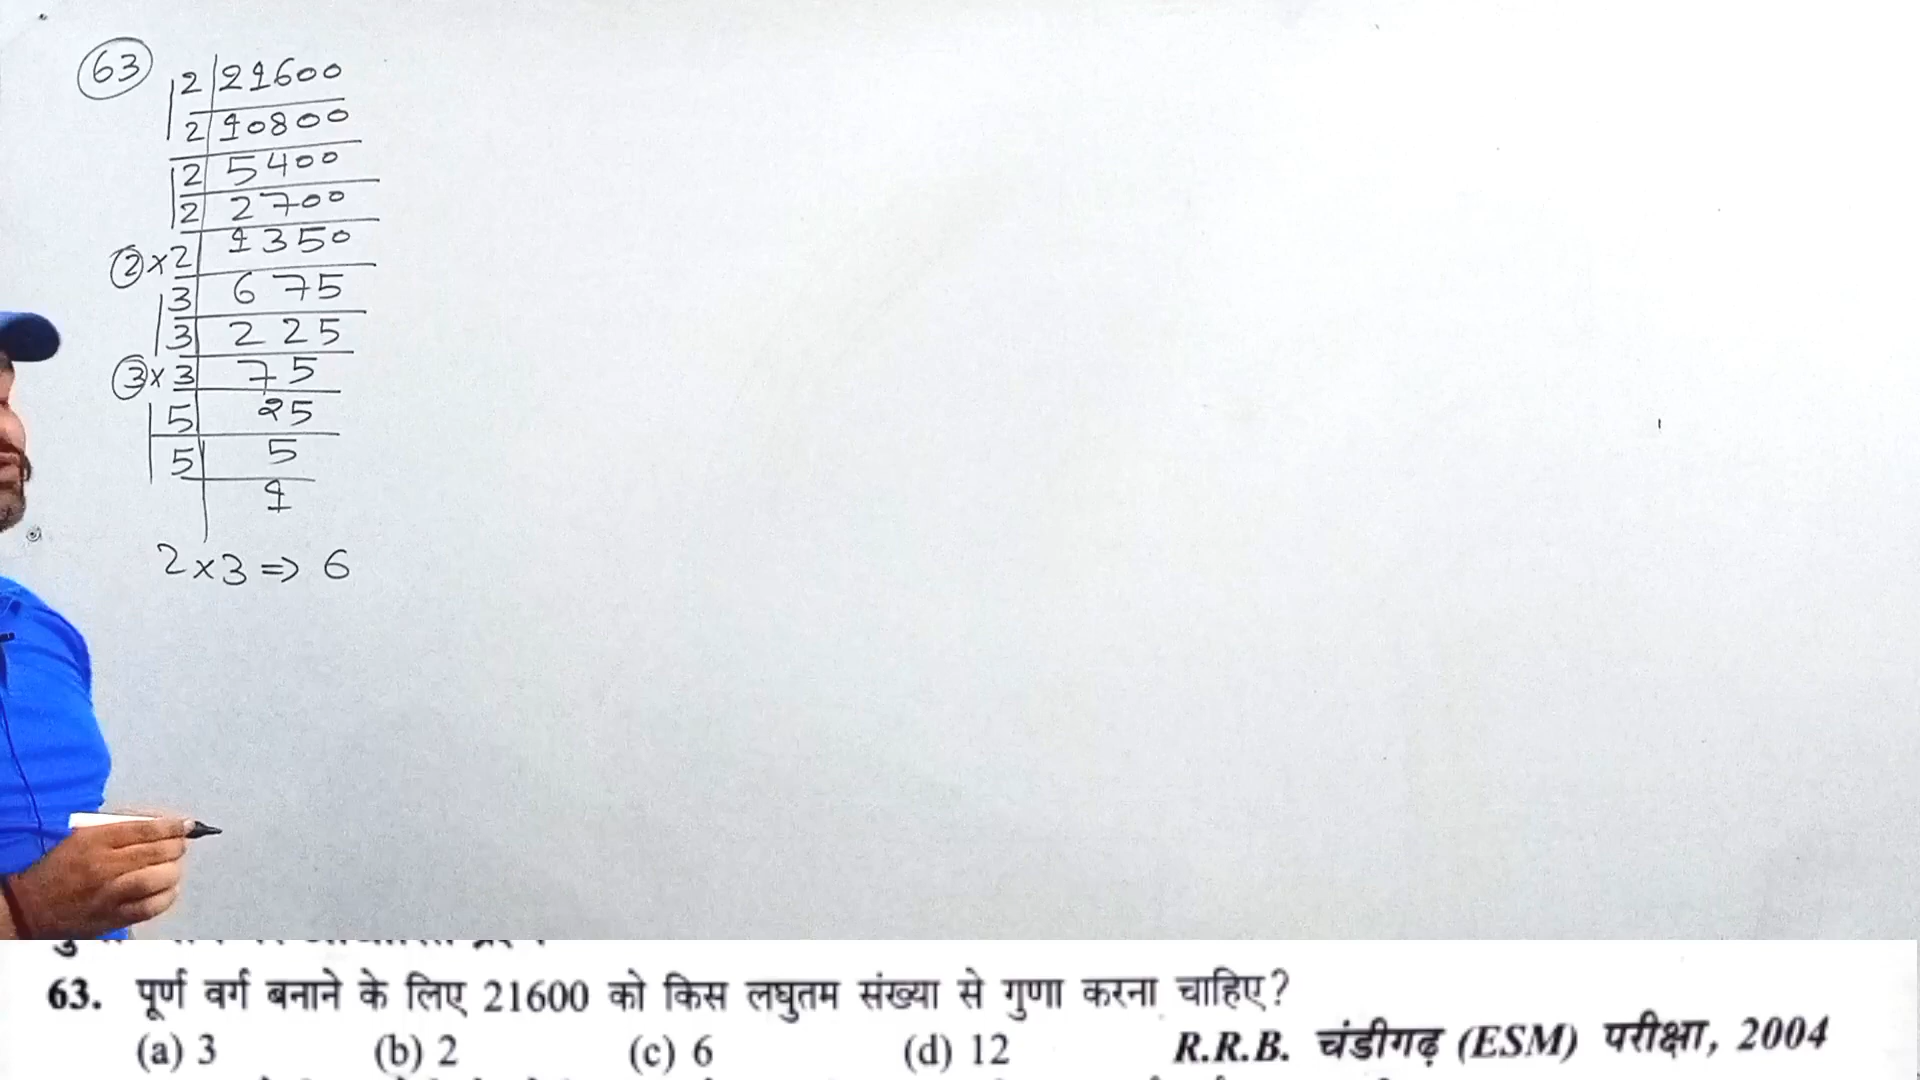 63
2 | 21600
2 | 10800
2 | 5400
2 | 2700
2 × 2 | 1350
3 | 675
3 | 225
3 × 3 | 75
5 | 25
5 | 5
1
2 × 3 ⇒ 6
63. पूर्ण वर्ग बनाने के लिए 21600 को किस लघुतम संख्या से गुणा करना चाहिए?
(a) 3 (b) 2 (c) 6 (d) 12 R.R.B. चंडीगढ़ (ESM) परीक्षा, 2004